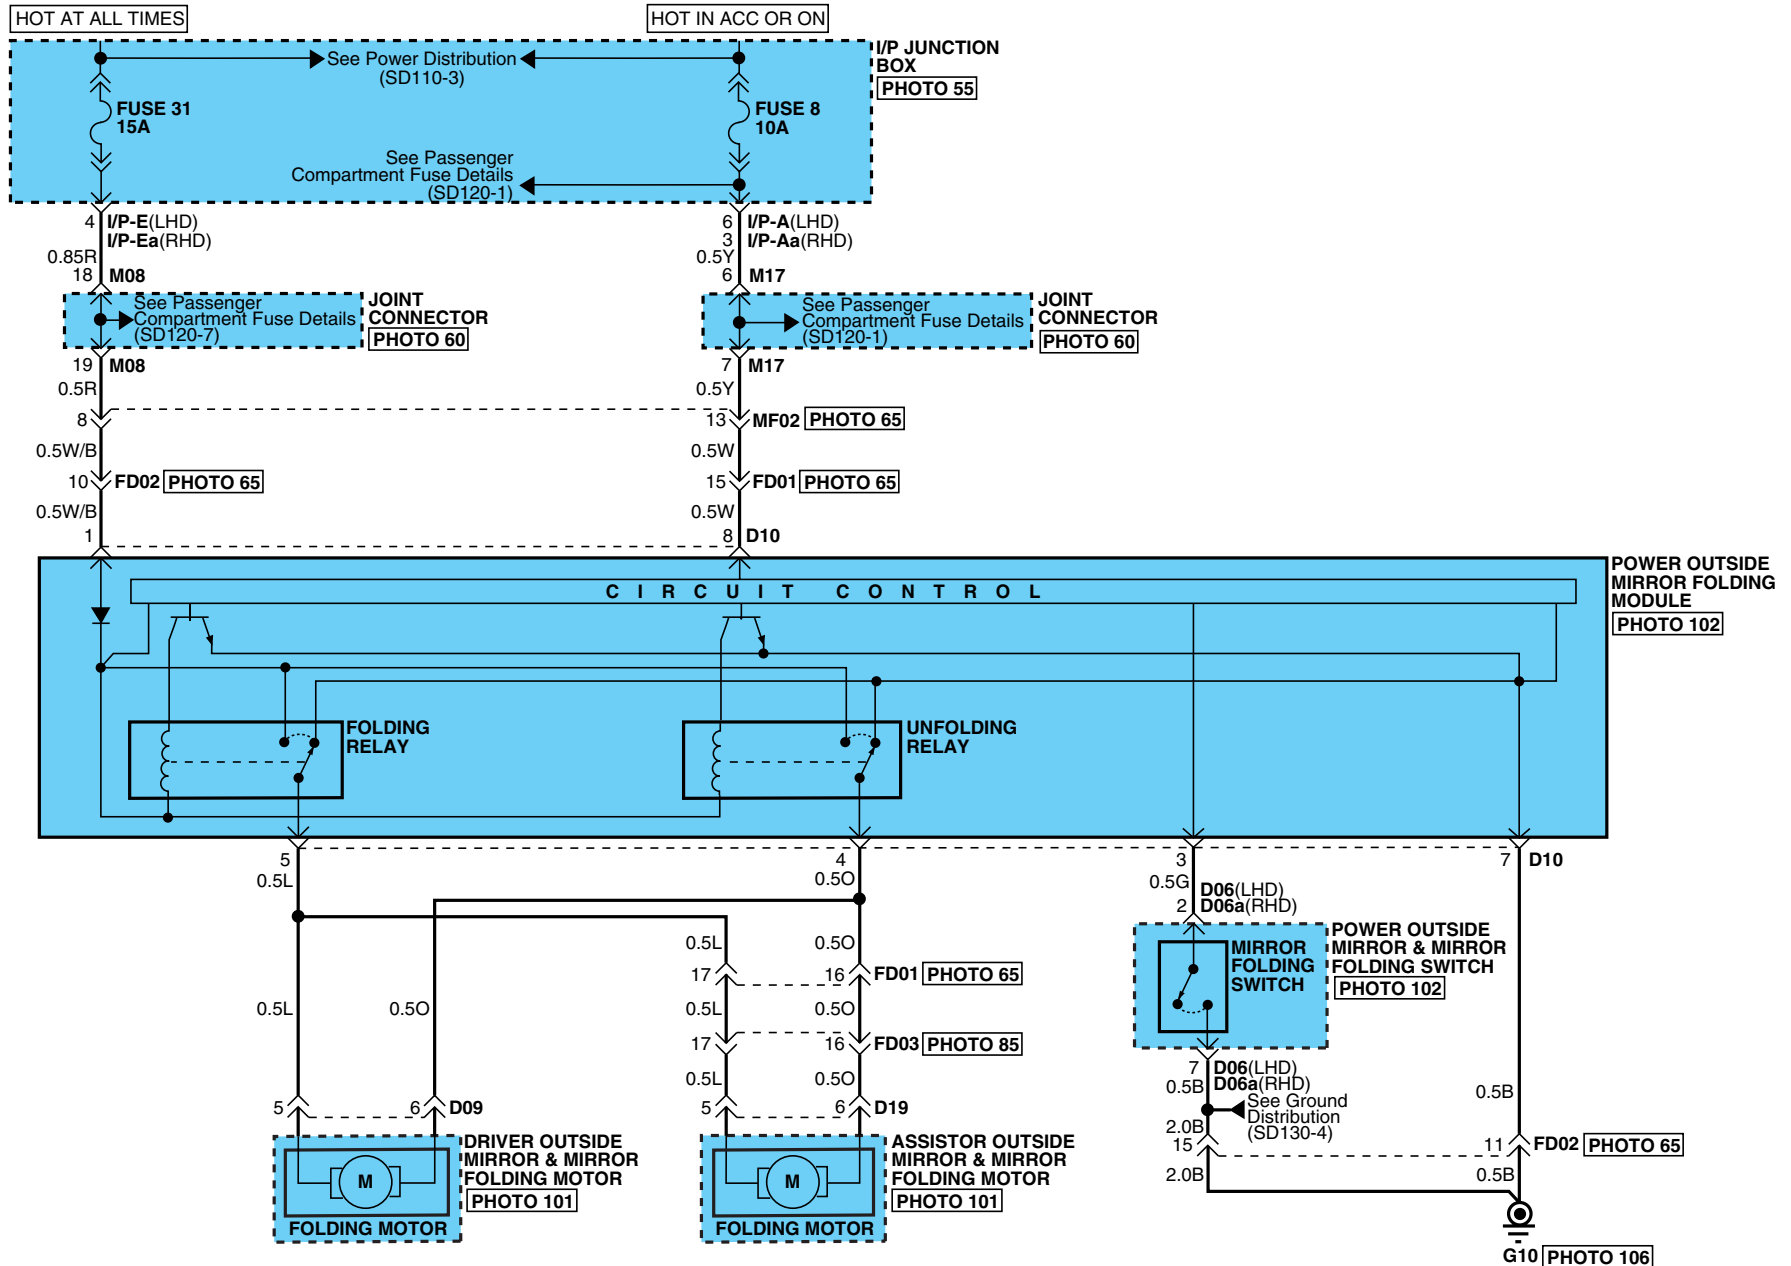 HOT AT ALL TIMES
HOT IN ACC OR ON
See Power Distribution
(SD110-3)
I/P JUNCTION
BOX
PHOTO 55
FUSE 31
15A
FUSE 8
10A
See Passenger
Compartment Fuse Details
(SD120-1)
4 I/P-E(LHD)
I/P-Ea(RHD)
0.85R
18 M08
6 I/P-A(LHD)
3 I/P-Aa(RHD)
0.5Y
6 M17
See Passenger
Compartment Fuse Details
(SD120-7)
JOINT
CONNECTOR
PHOTO 60
See Passenger
Compartment Fuse Details
(SD120-1)
JOINT
CONNECTOR
PHOTO 60
19 M08
0.5R
7 M17
0.5Y
8
13 MF02 PHOTO 65
0.5W/B
0.5W
10 FD02 PHOTO 65
15 FD01 PHOTO 65
0.5W/B
0.5W
1
8 D10
CIRCUIT CONTROL
POWER OUTSIDE
MIRROR FOLDING
MODULE
PHOTO 102
FOLDING
RELAY
UNFOLDING
RELAY
5
4
3
7 D10
0.5L
0.5O
0.5G
D06(LHD)
2 D06a(RHD)
0.5L
0.5O
17
16 FD01 PHOTO 65
POWER OUTSIDE
MIRROR & MIRROR
FOLDING SWITCH
PHOTO 102
MIRROR
FOLDING
SWITCH
0.5L
0.5O
0.5L
0.5O
17
16 FD03 PHOTO 85
0.5L
0.5O
7 D06(LHD)
0.5B D06a(RHD)
0.5B
See Ground
Distribution
(SD130-4)
5
6 D09
5
6 D19
2.0B
15
11 FD02 PHOTO 65
2.0B
0.5B
DRIVER OUTSIDE
MIRROR & MIRROR
FOLDING MOTOR
PHOTO 101
M
FOLDING MOTOR
ASSISTOR OUTSIDE
MIRROR & MIRROR
FOLDING MOTOR
PHOTO 101
M
FOLDING MOTOR
G10 PHOTO 106